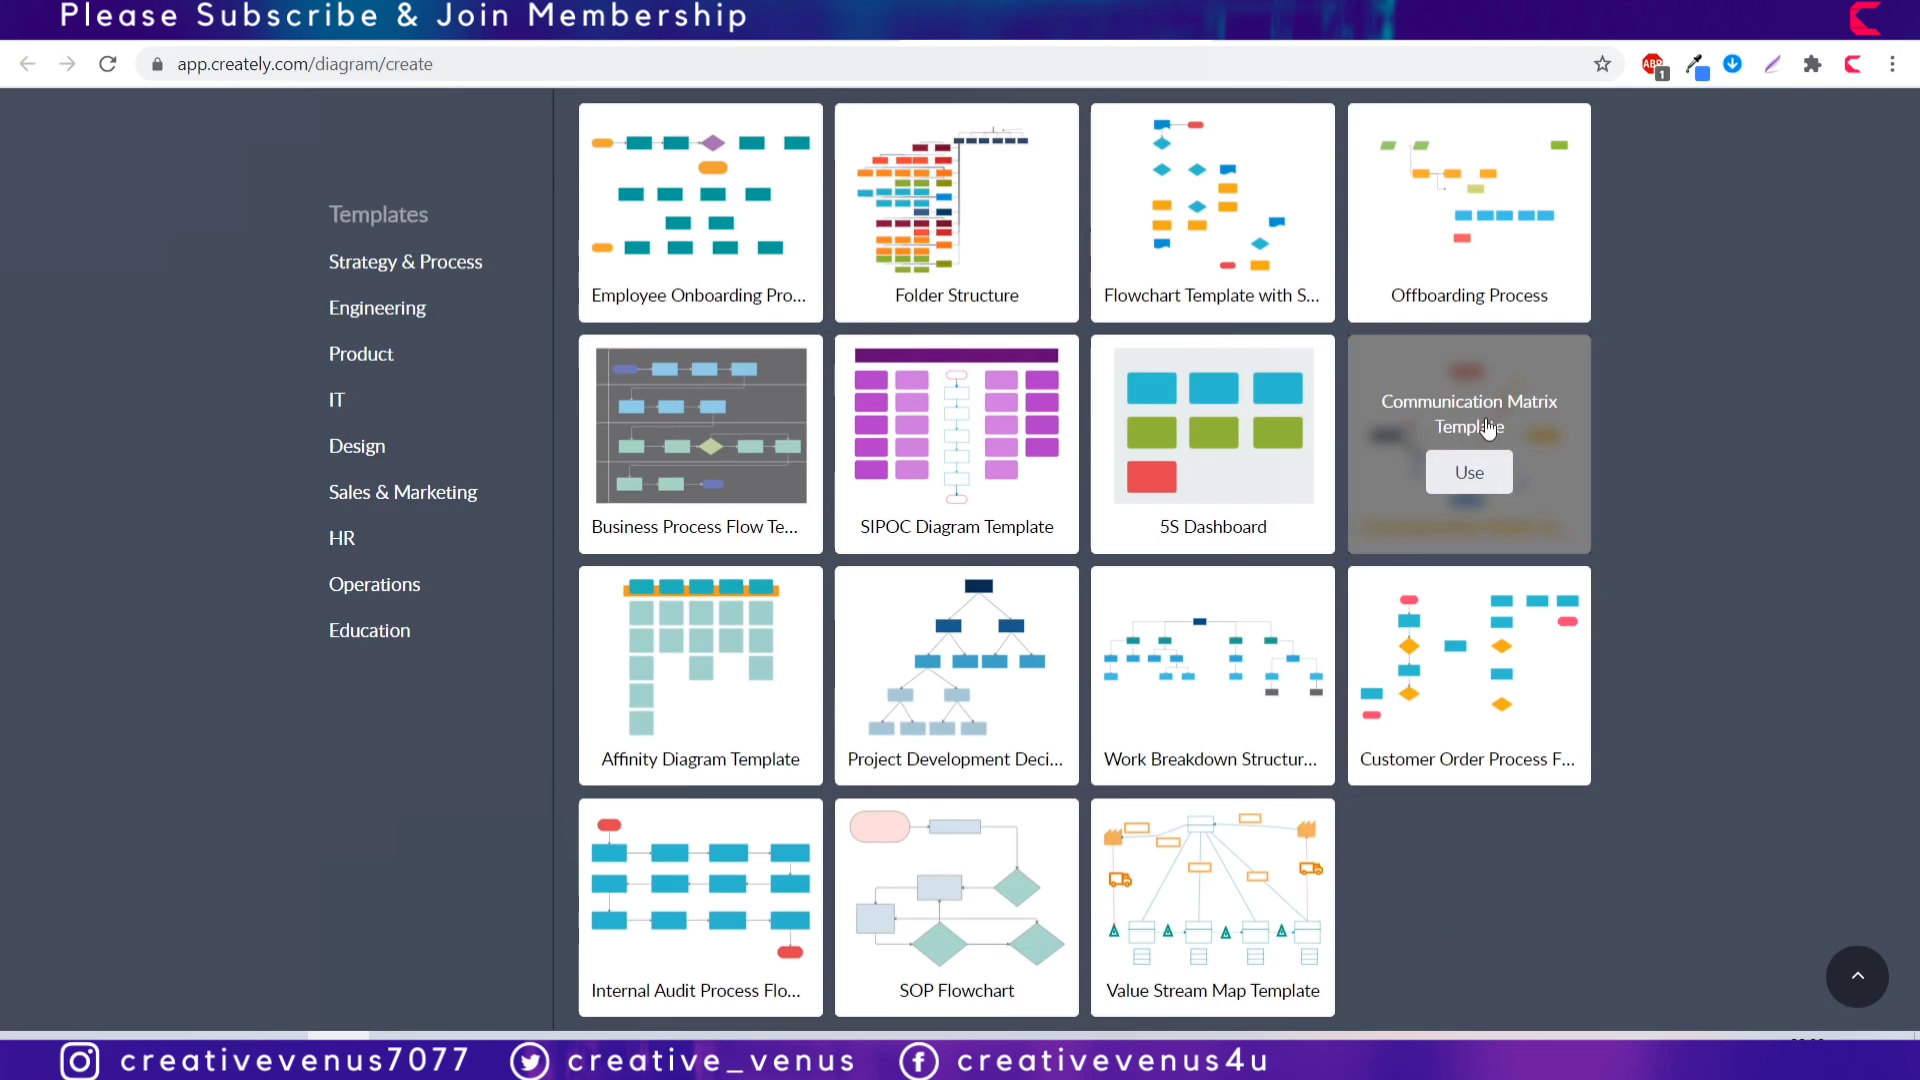 Please Subscribe & Join Membership
app.creately.com/diagram/create
ABP
1
Templates
Strategy & Process
Engineering
Product
IT
Design
Sales & Marketing
HR
Operations
Education
Employee Onboarding Pro...
Folder Structure
Flowchart Template with S...
Offboarding Process
Business Process Flow Te...
SIPOC Diagram Template
5S Dashboard
Communication Matrix
Template
Use
Affinity Diagram Template
Project Development Deci...
Work Breakdown Structur...
Customer Order Process F...
Internal Audit Process Flo...
SOP Flowchart
Value Stream Map Template
creativevenus7077
creative_venus
creativevenus4u